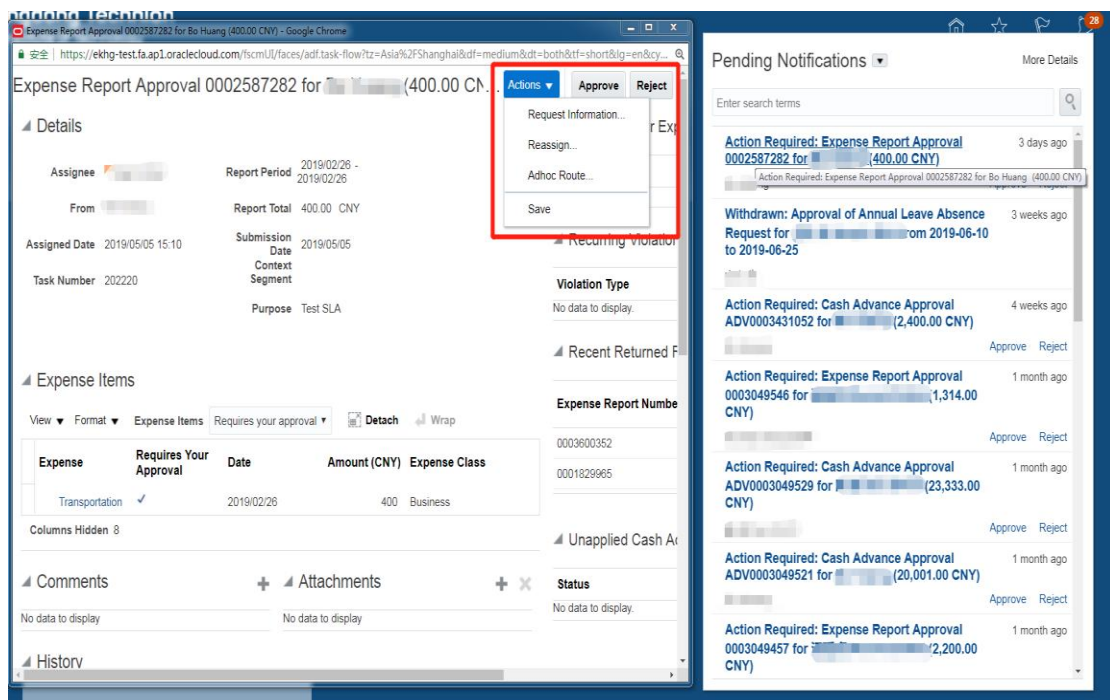 Expense Report Approval 0002587282 for Bo Huang (400.00 CNY) - Google Chrome
安全 | https://ekhg-test.fa.ap1.oraclecloud.com/fscmUI/faces/adf.task-flow?tz=Asia%2FShanghai&df=medium&dt=both&tf=short&lg=en&cy...
Expense Report Approval 0002587282 for (400.00 CN...
Actions ▼ Approve Reject
Request Information...
Reassign...
Adhoc Route...
Save
Details
Assignee
From
Assigned Date 2019/05/05 15:10
Task Number 202220
Report Period 2019/02/26 -
2019/02/26
Report Total 400.00 CNY
Submission
Date 2019/05/05
Context
Segment
Purpose Test SLA
Recurring Violation
Violation Type
No data to display.
Recent Returned
Expense Report Numbe
0003600352
0001829965
Unapplied Cash
Status
No data to display.
Expense Items
View ▼ Format ▼ Expense Items Requires your approval ▼ Detach Wrap
Expense Requires Your
Approval Date Amount (CNY) Expense Class
Transportation ✓ 2019/02/26 400 Business
Columns Hidden 8
Comments
No data to display
Attachments
No data to display
History
28
Pending Notifications
More Details
Enter search terms
Action Required: Expense Report Approval 3 days ago
0002587282 for (400.00 CNY)
Action Required: Expense Report Approval 0002587282 for Bo Huang (400.00 CNY)
Withdrawn: Approval of Annual Leave Absence 3 weeks ago
Request for from 2019-06-10
to 2019-06-25
Action Required: Cash Advance Approval 4 weeks ago
ADV0003431052 for (2,400.00 CNY)
Approve Reject
Action Required: Expense Report Approval 1 month ago
0003049546 for (1,314.00
CNY)
Approve Reject
Action Required: Cash Advance Approval 1 month ago
ADV0003049529 for (23,333.00
CNY)
Approve Reject
Action Required: Cash Advance Approval 1 month ago
ADV0003049521 for (20,001.00 CNY)
Approve Reject
Action Required: Expense Report Approval 1 month ago
0003049457 for (2,200.00
CNY)